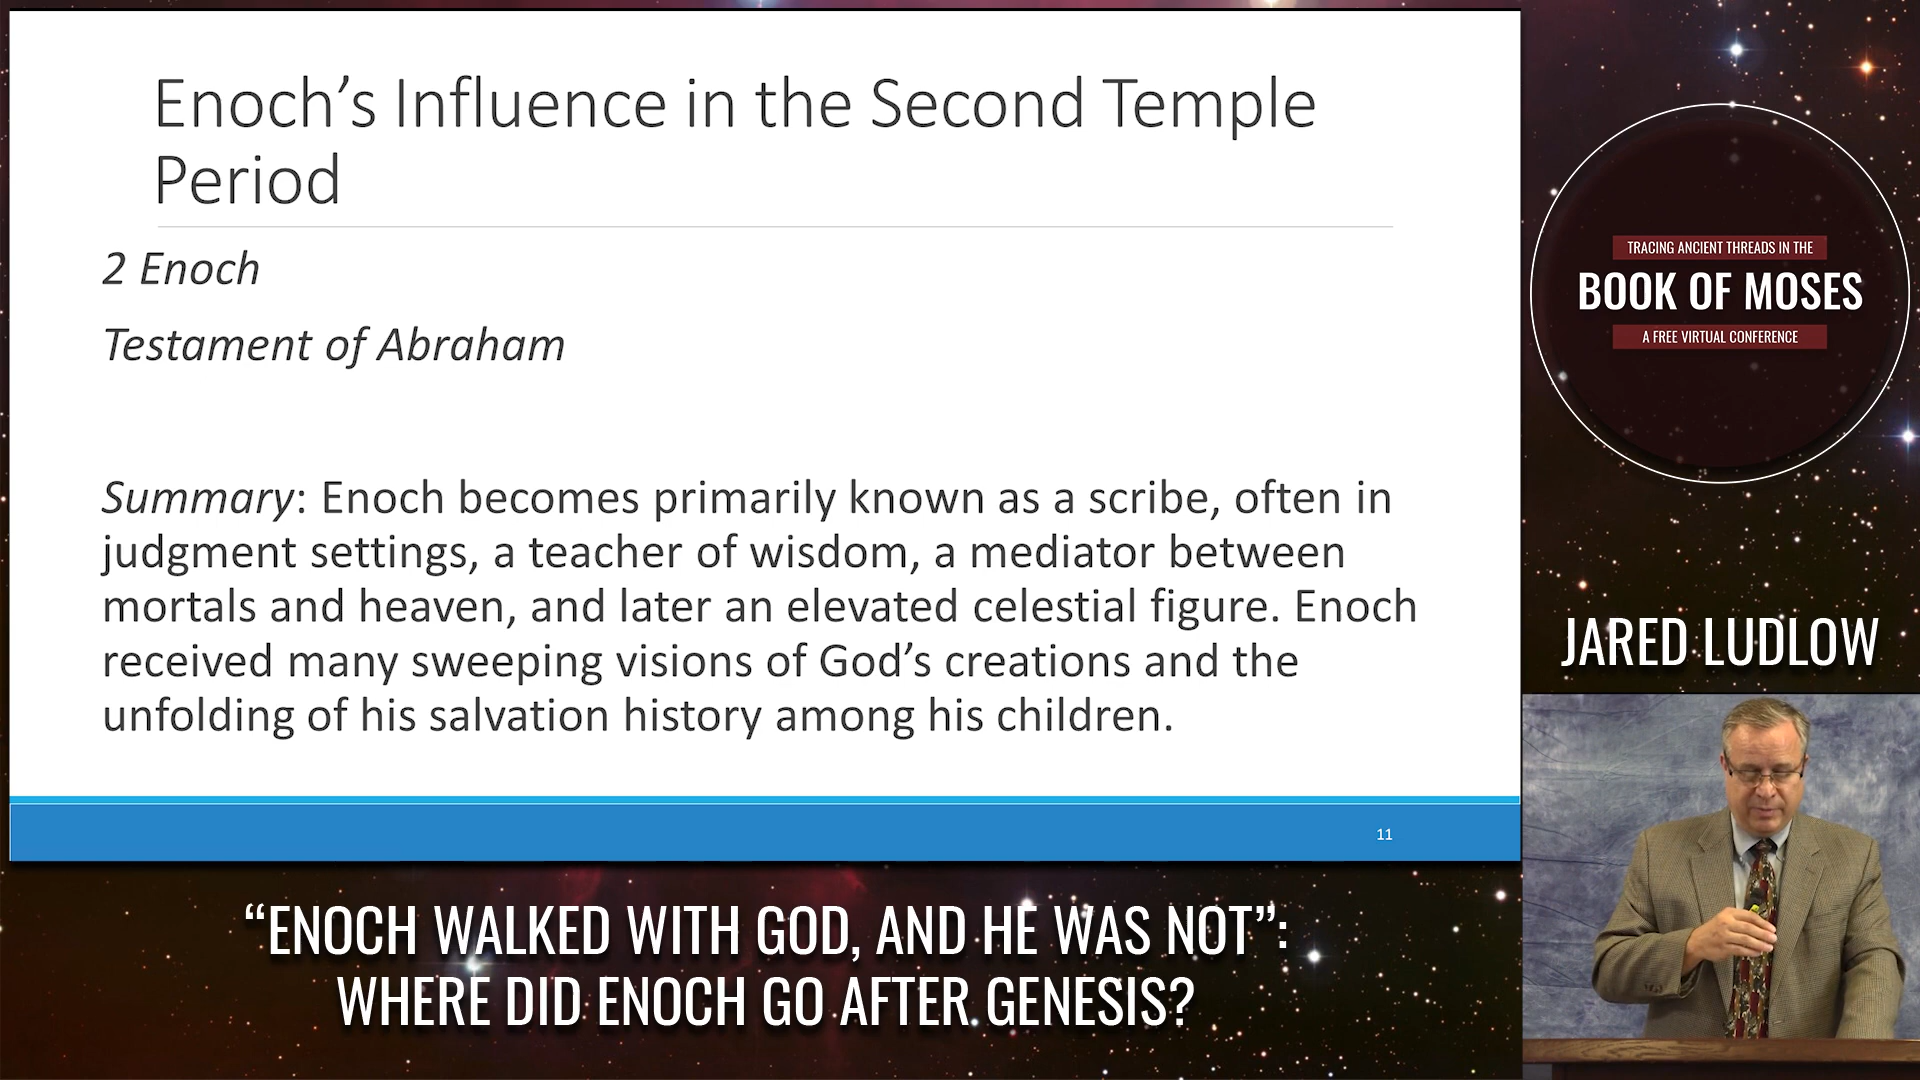 Enoch’s Influence in the Second Temple
Period
2 Enoch
Testament of Abraham
Summary: Enoch becomes primarily known as a scribe, often in
judgment settings, a teacher of wisdom, a mediator between
mortals and heaven, and later an elevated celestial figure. Enoch
received many sweeping visions of God’s creations and the
unfolding of his salvation history among his children.
11
TRACING ANCIENT THREADS IN THE
BOOK OF MOSES
A FREE VIRTUAL CONFERENCE
JARED LUDLOW
“ENOCH WALKED WITH GOD, AND HE WAS NOT”:
WHERE DID ENOCH GO AFTER GENESIS?